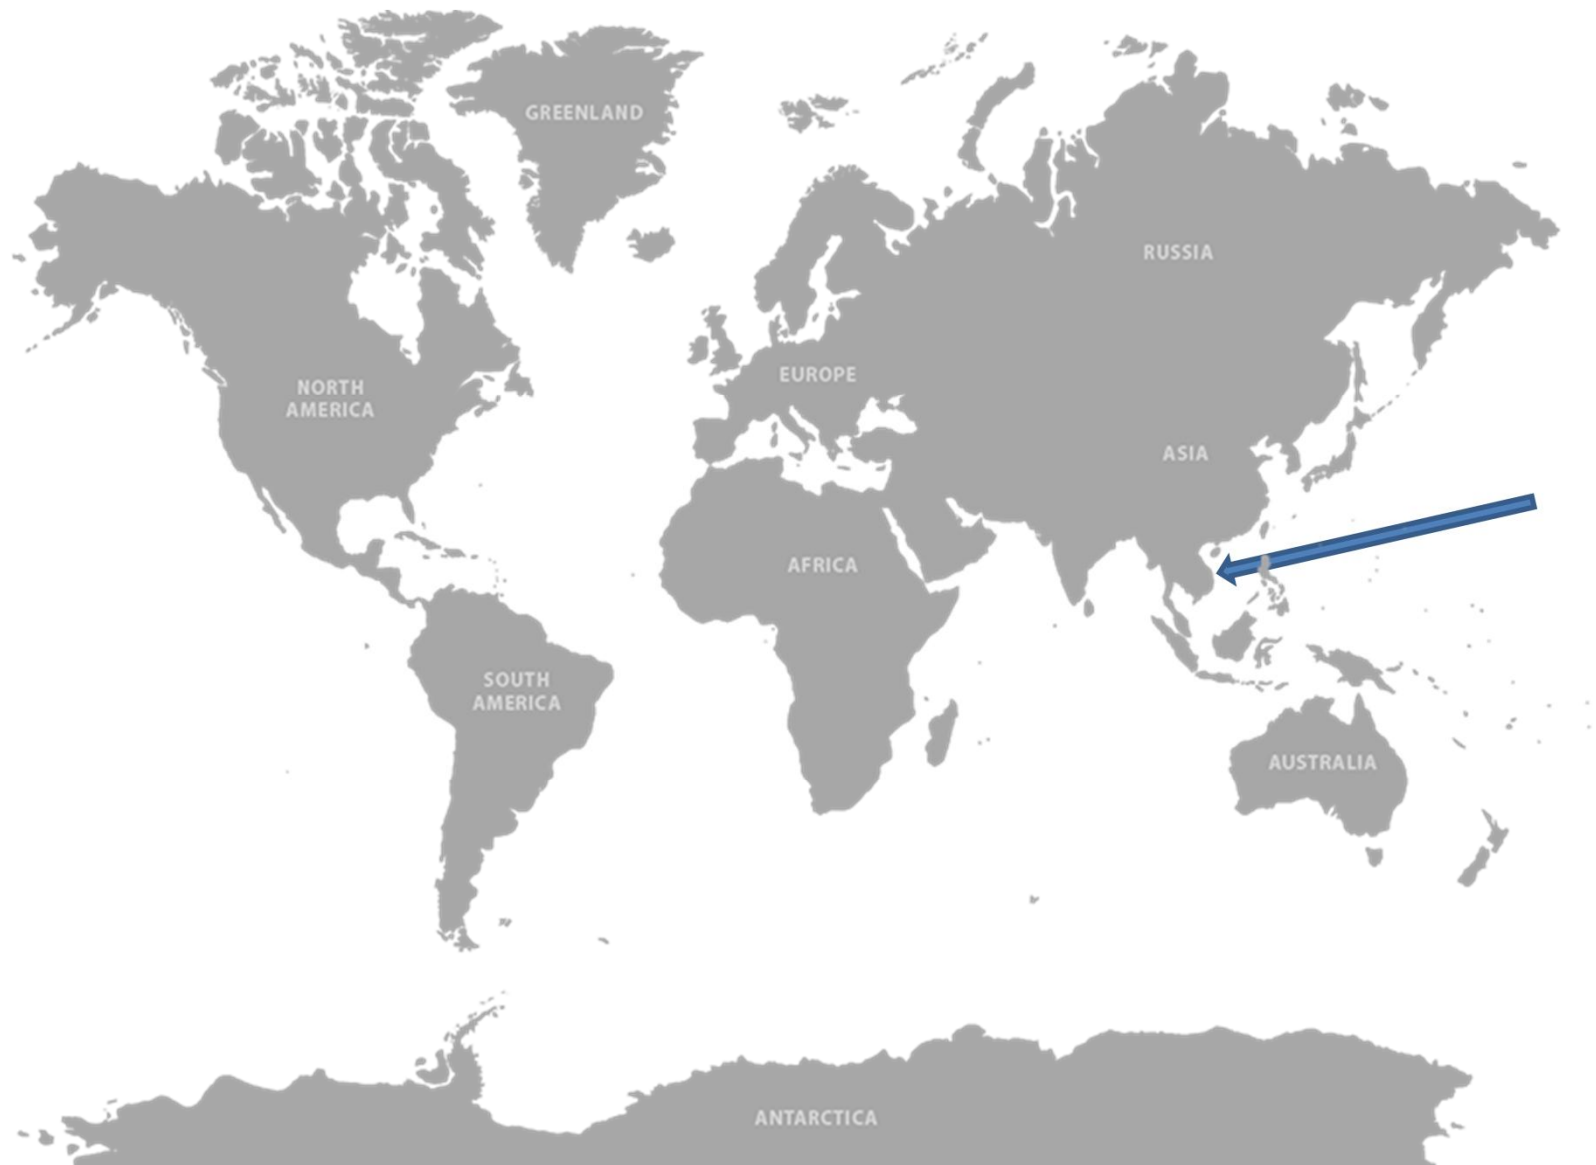 GREENLAND
RUSSIA
EUROPE
NORTH
AMERICA
ASIA
AFRICA
SOUTH
AMERICA
AUSTRALIA
ANTARCTICA